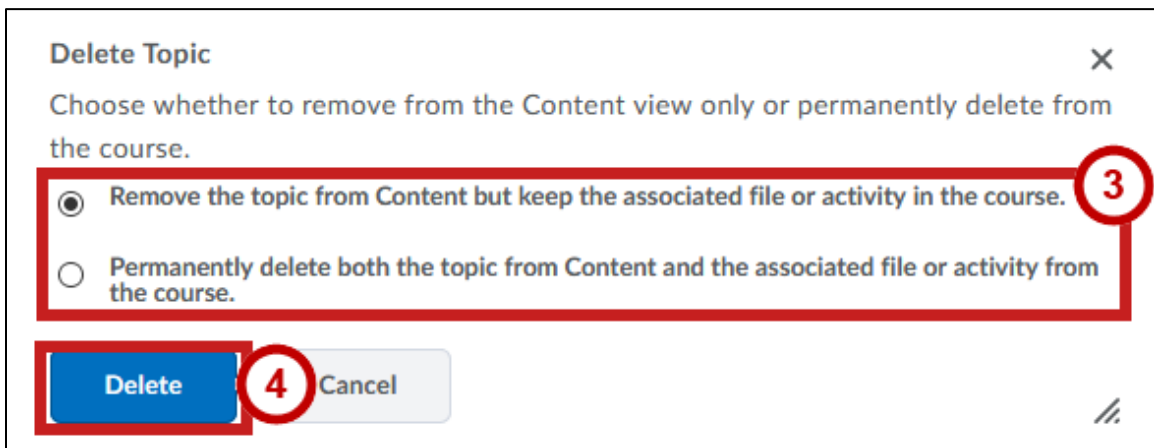 Delete Topic
Choose whether to remove from the Content view only or permanently delete from
the course.
Remove the topic from Content but keep the associated file or activity in the course.
3
Permanently delete both the topic from Content and the associated file or activity from
the course.
Delete
4
Cancel